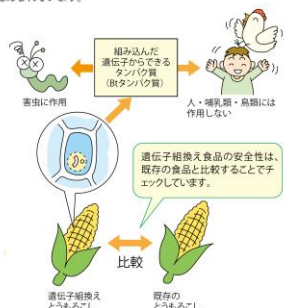 組み込んだ
遺伝子からできる
タンパク質
(Btタンパク質)
害虫に作用
人・哺乳類・鳥類には
作用しない
遺伝子組換え食品の安全性は、
既存の食品と比較することでチ
ェックしています。
比較
遺伝子組換え
とうもろこし
既存の
とうもろこし